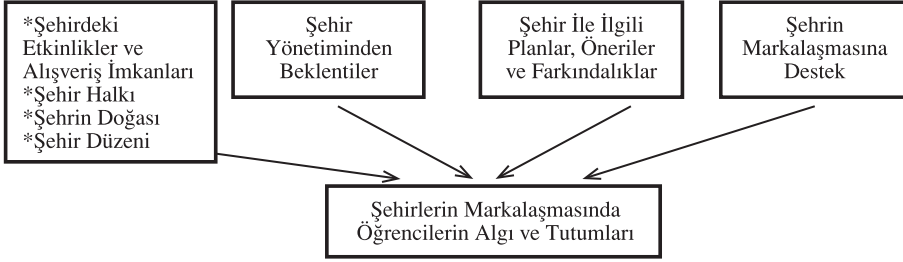 *Şehirdeki
Etkinlikler ve
Alışveriş İmkanları
*Şehir Halkı
*Şehrin Doğası
*Şehir Düzeni
Şehir
Yönetiminden
Beklentiler
Şehir İle İlgili
Planlar, Öneriler
ve Farkındalıklar
Şehrin
Markalaşmasına
Destek
Şehirlerin Markalaşmasında
Öğrencilerin Algı ve Tutumları